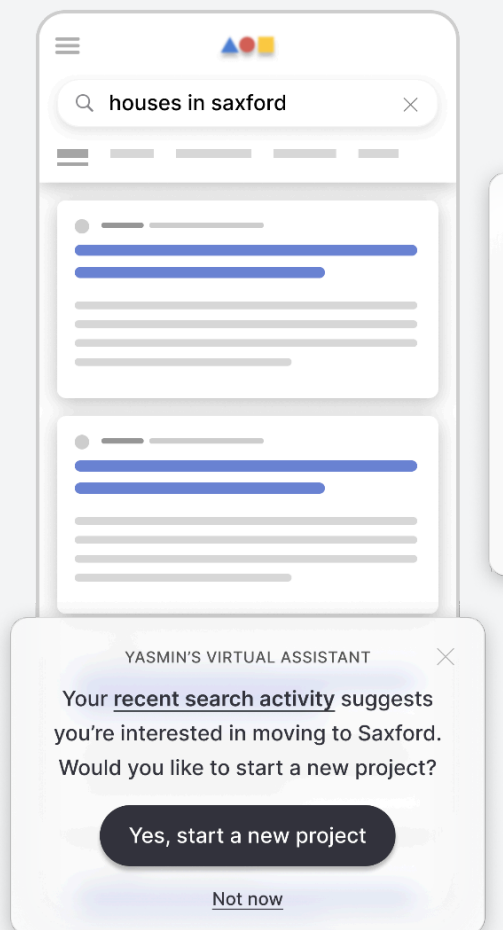 houses in saxford
YASMIN’S VIRTUAL ASSISTANT
Your recent search activity suggests
you’re interested in moving to Saxford.
Would you like to start a new project?
Yes, start a new project
Not now